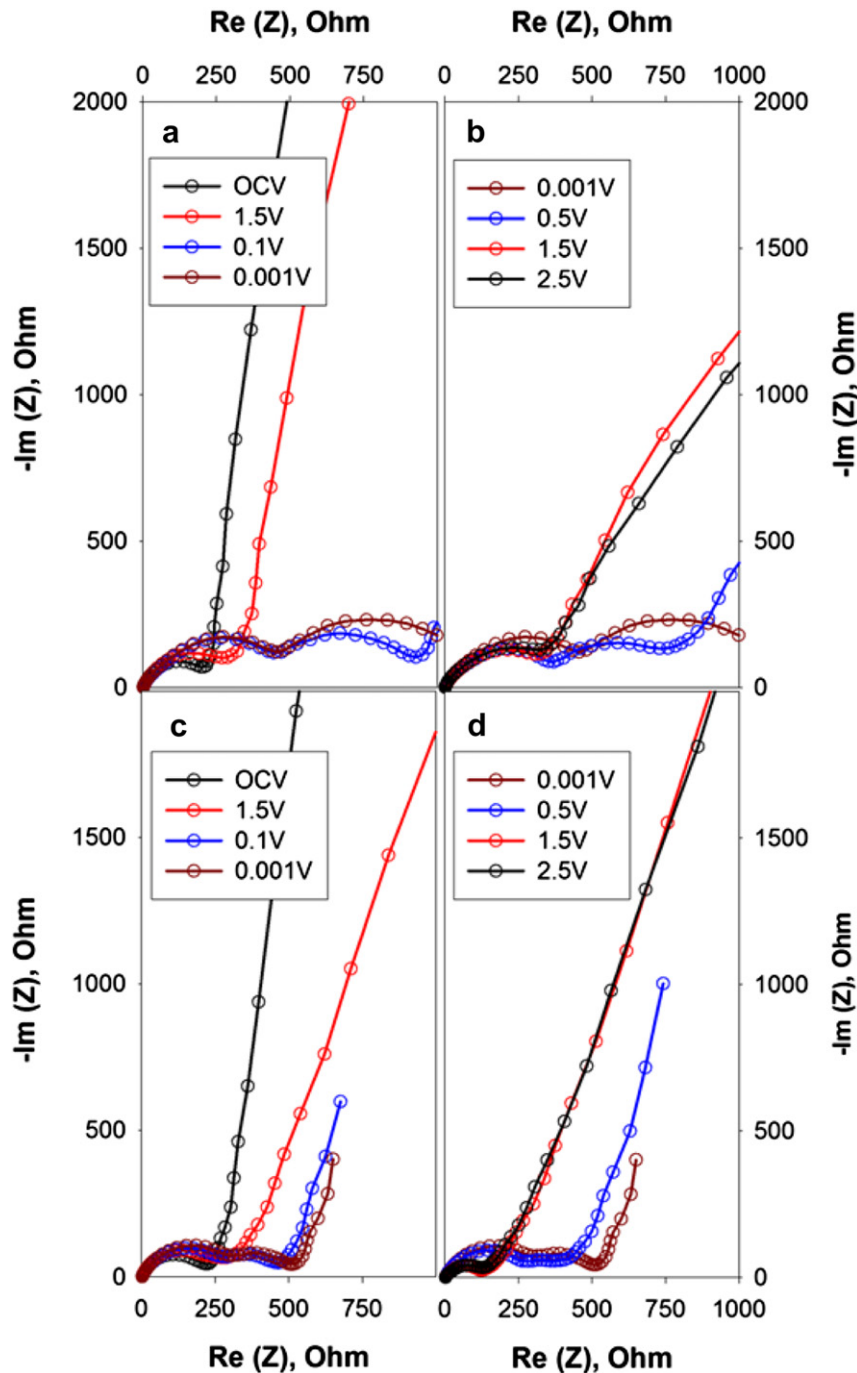 Re (Z), Ohm
Re (Z), Ohm
0 250 500 750
0 250 500 750 1000
2000
1500
1000
500
0
-Im (Z), Ohm
a
OCV
1.5V
0.1V
0.001V
b
0.001V
0.5V
1.5V
2.5V
2000
1500
1000
500
0
-Im (Z), Ohm
1500
1000
500
0
-Im (Z), Ohm
c
OCV
1.5V
0.1V
0.001V
d
0.001V
0.5V
1.5V
2.5V
1500
1000
500
0
-Im (Z), Ohm
0 250 500 750
0 250 500 750 1000
Re (Z), Ohm
Re (Z), Ohm